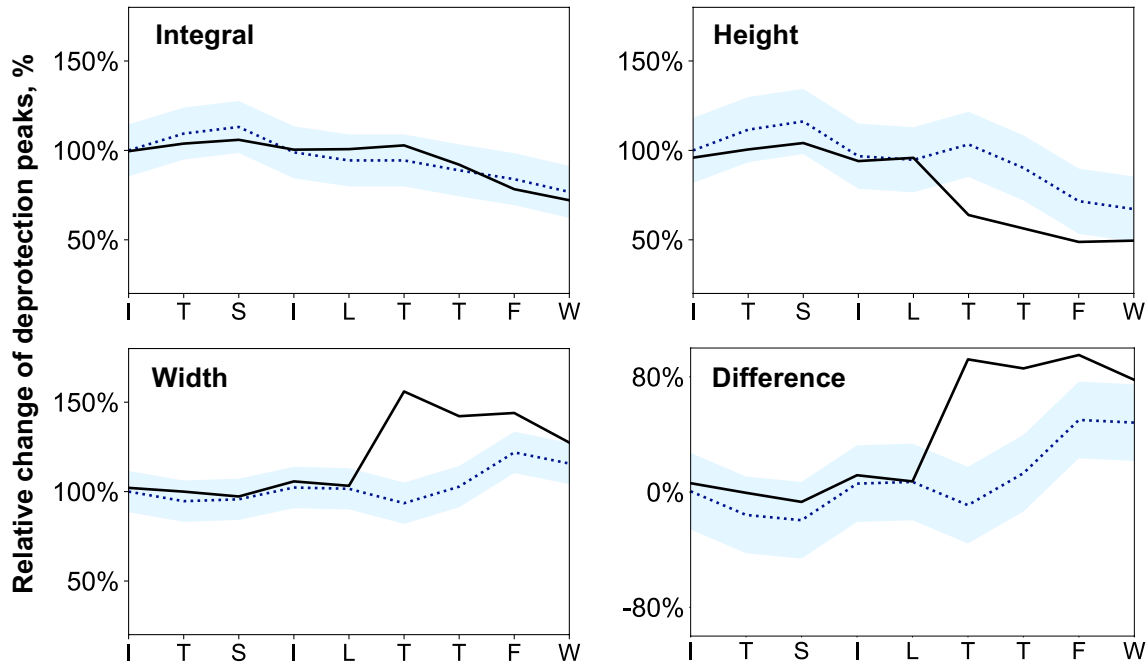 Relative change of deprotection peaks, %
Integral
150%
100%
50%
I T S I L T T F W
Height
150%
100%
50%
I T S I L T T F W
Width
150%
100%
50%
I T S I L T T F W
Difference
80%
0%
-80%
I T S I L T T F W